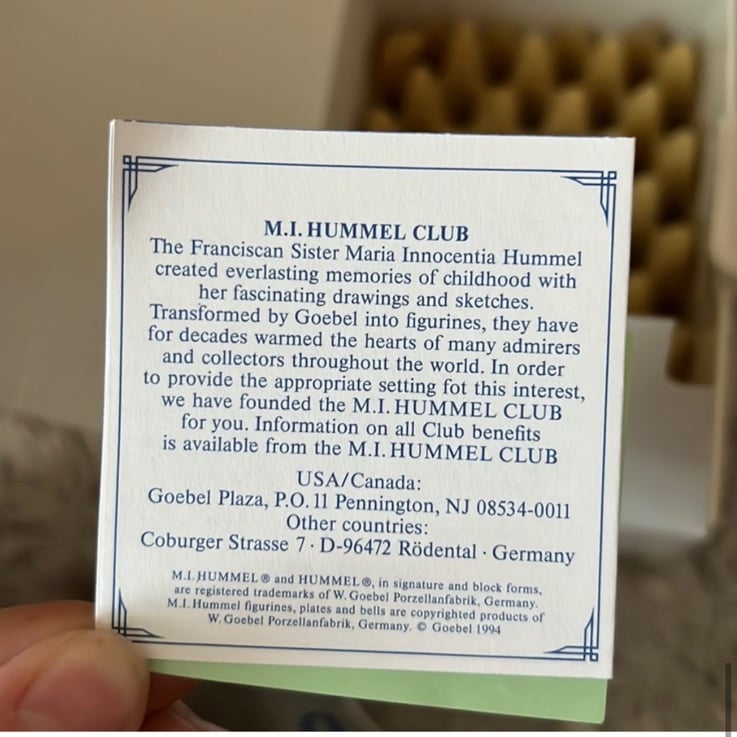 M.I. HUMMEL CLUB
The Franciscan Sister Maria Innocentia Hummel
created everlasting memories of childhood with
her fascinating drawings and sketches.
Transformed by Goebel into figurines, they have
for decades warmed the hearts of many admirers
and collectors throughout the world. In order
to provide the appropriate setting fot this interest,
we have founded the M.I. HUMMEL CLUB
for you. Information on all Club benefits
is available from the M.I. HUMMEL CLUB
USA/Canada:
Goebel Plaza, P.O. 11 Pennington, NJ 08534-0011
Other countries:
Coburger Strasse 7 · D-96472 Rödental · Germany
M.I. HUMMEL® and HUMMEL®, in signature and block forms,
are registered trademarks of W. Goebel Porzellanfabrik, Germany.
M.I. Hummel figurines, plates and bells are copyrighted products of
W. Goebel Porzellanfabrik, Germany. © Goebel 1994